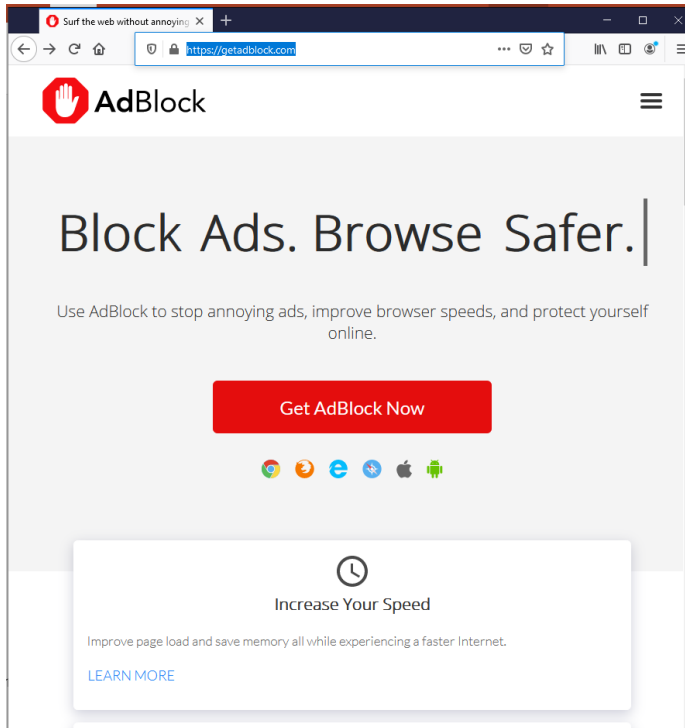 Surf the web without annoying
https://getadblock.com
AdBlock
Block Ads. Browse Safer.
Use AdBlock to stop annoying ads, improve browser speeds, and protect yourself
online.
Get AdBlock Now
Increase Your Speed
Improve page load and save memory all while experiencing a faster Internet.
LEARN MORE